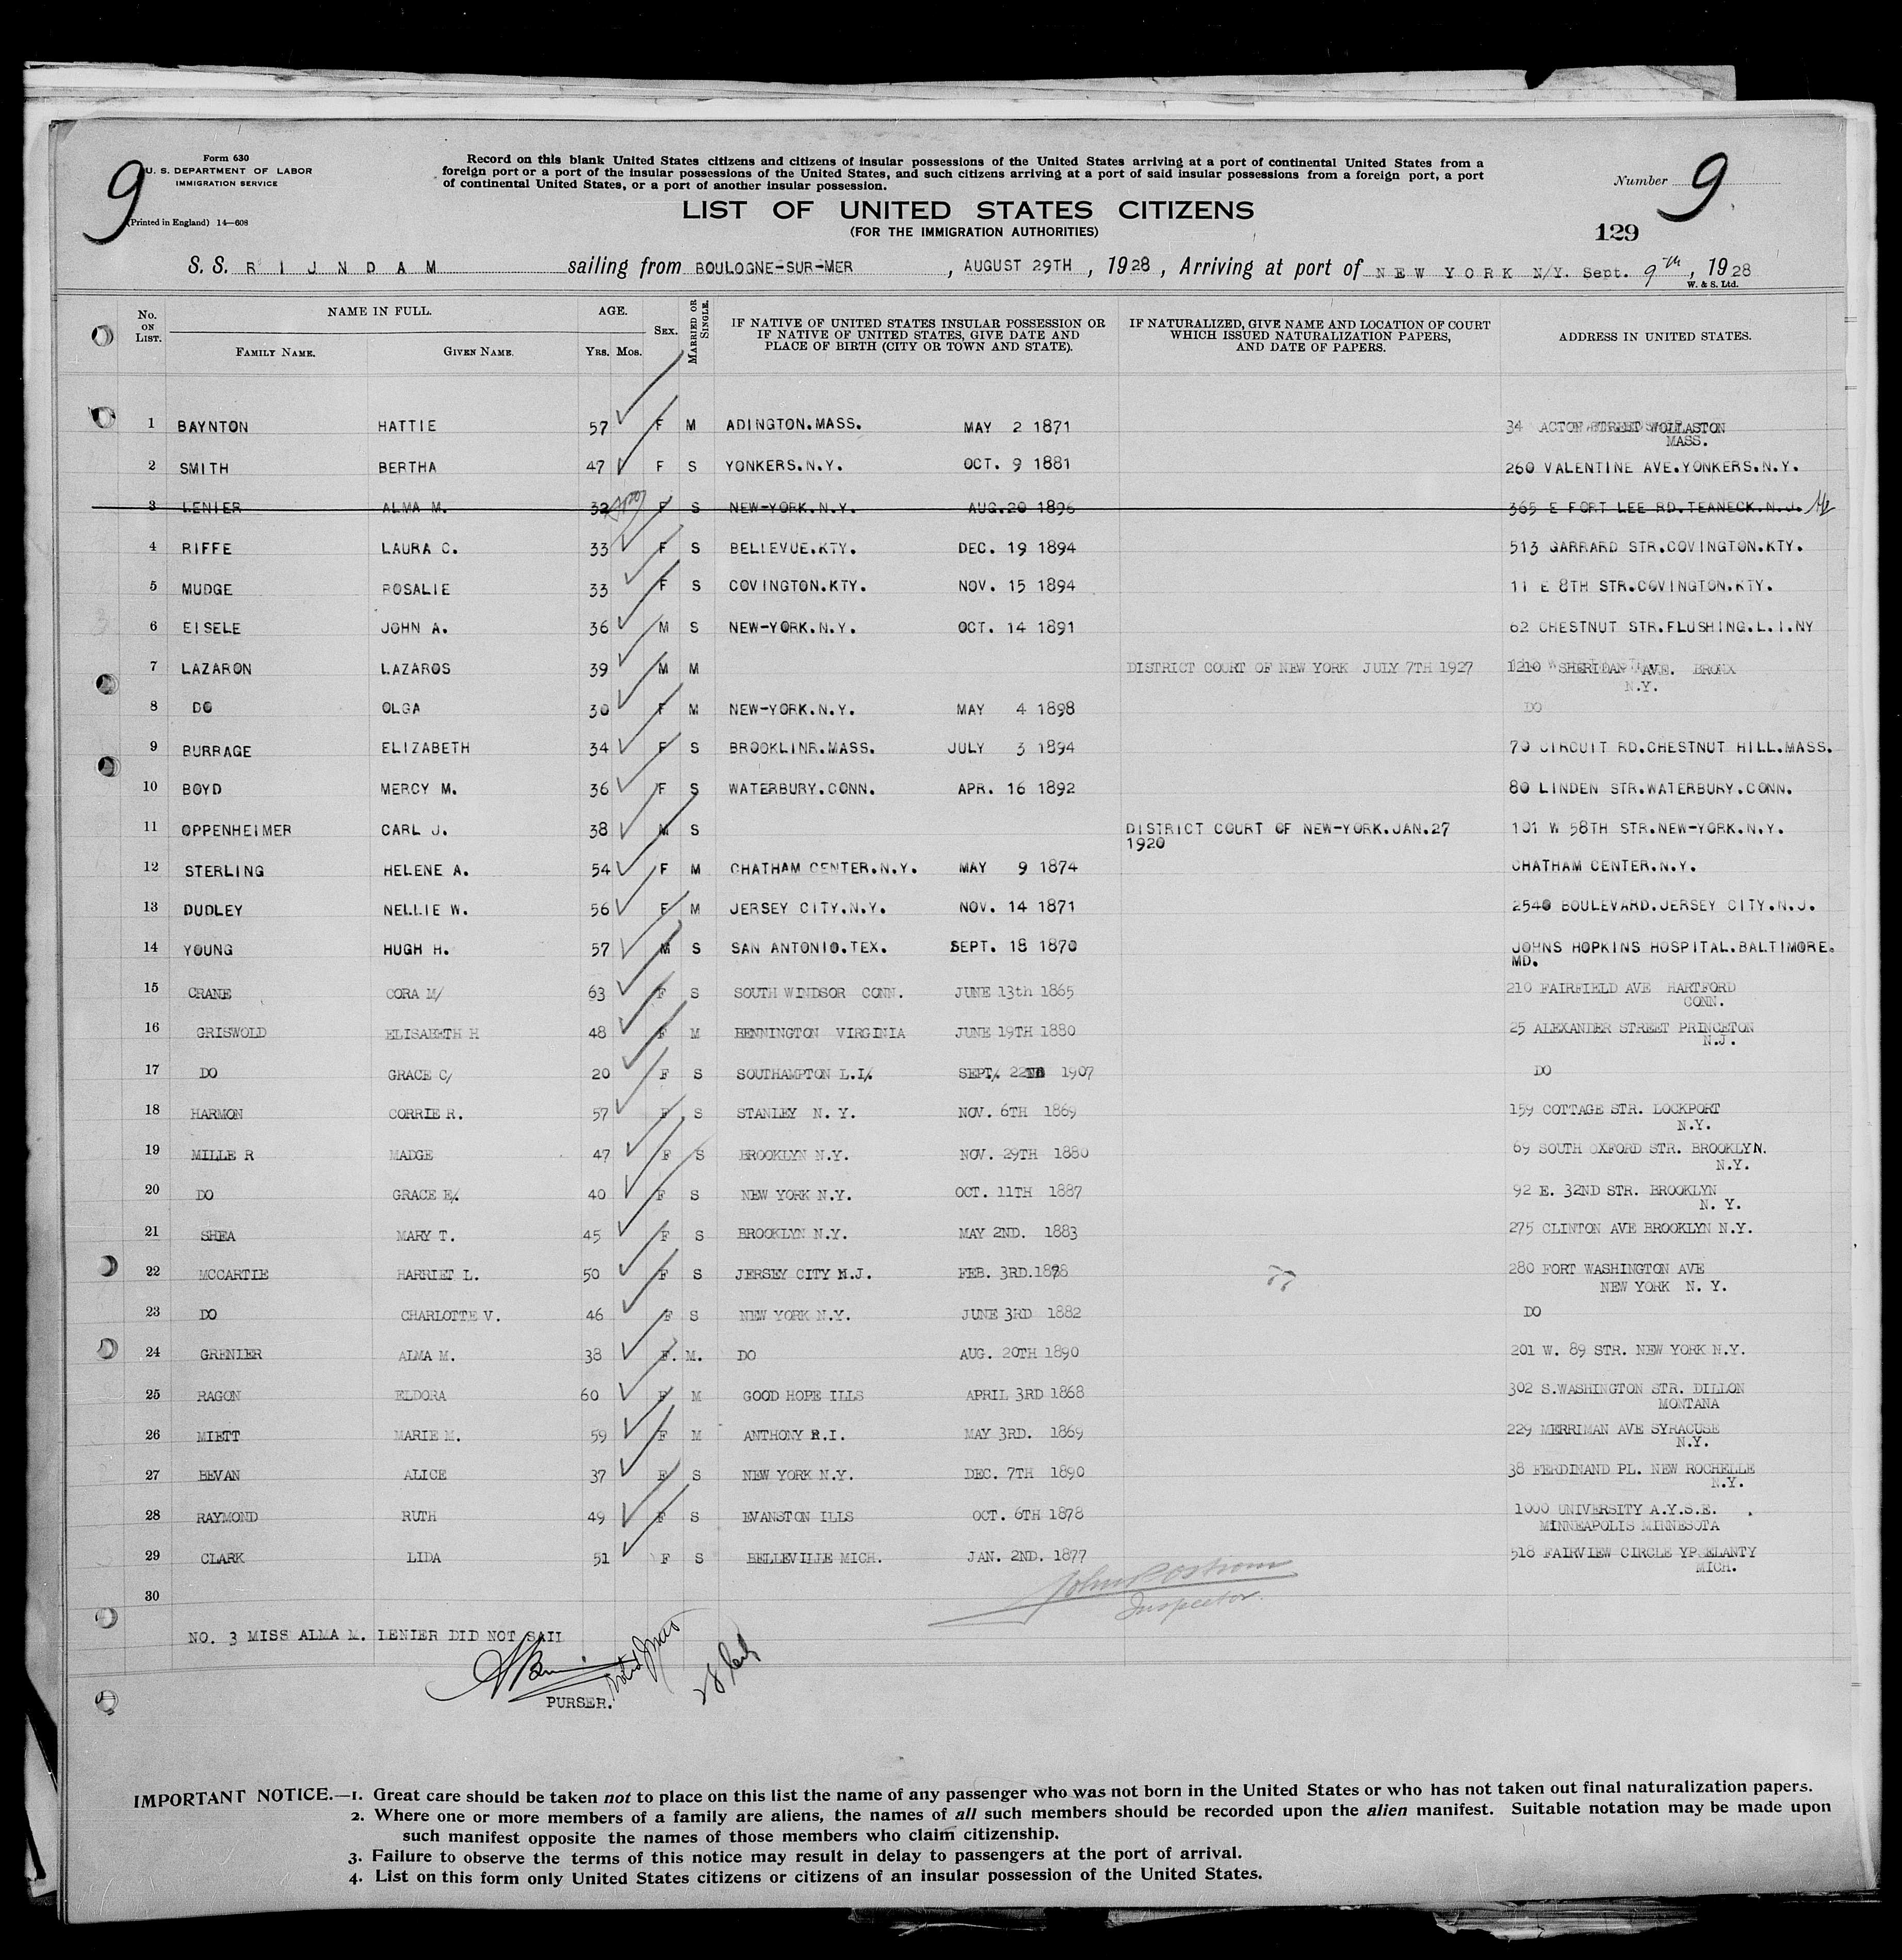 Form 630
U. S. DEPARTMENT OF LABOR
IMMIGRATION SERVICE
(Printed in England) 14—608
9
Record on this blank United States citizens and citizens of insular possessions of the United States arriving at a port of continental United States from a
foreign port or a port of the insular possessions of the United States, and such citizens arriving at a port of said insular possessions from a foreign port, a port
of continental United States, or a port of another insular possession.
Number 9
LIST OF UNITED STATES CITIZENS
(FOR THE IMMIGRATION AUTHORITIES)
129
S. S. R I J N D A M sailing from BOULOGNE-SUR-MER , AUGUST 29TH , 1928 , Arriving at port of N E W Y O R K N/Y. Sept. 9th , 1928
W. & S. Ltd.
No. ON LIST. NAME IN FULL. FAMILY NAME. GIVEN NAME. AGE. YRS. MOS. SEX. MARRIED OR SINGLE. IF NATIVE OF UNITED STATES INSULAR POSSESSION OR IF NATIVE OF UNITED STATES, GIVE DATE AND PLACE OF BIRTH (CITY OR TOWN AND STATE). IF NATURALIZED, GIVE NAME AND LOCATION OF COURT WHICH ISSUED NATURALIZATION PAPERS, AND DATE OF PAPERS. ADDRESS IN UNITED STATES.
1 BAYNTON HATTIE 57 F M ADINGTON.MASS. MAY 2 1871 34 ACTON STREET WOLLASTON
MASS.
2 SMITH BERTHA 47 F S YONKERS.N.Y. OCT. 9 1881 260 VALENTINE AVE.YONKERS.N.Y.
3 LENIER ALMA M. 32 F S NEW-YORK.N.Y. AUG.20 1896 365 E FORT LEE RD.TEANECK.N.J.
4 RIFFE LAURA C. 33 F S BELLEVUE.KTY. DEC. 19 1894 513 GARRARD STR.COVINGTON.KTY.
5 MUDGE ROSALIE 33 F S COVINGTON.KTY. NOV. 15 1894 11 E 8TH STR.COVINGTON.KTY.
6 EISELE JOHN A. 36 M S NEW-YORK.N.Y. OCT. 14 1891 62 CHESTNUT STR.FLUSHING.L.I.NY
7 LAZARON LAZAROS 39 M M DISTRICT COURT OF NEW YORK JULY 7TH 1927 1210 SHERIDAN AVE. BRONX
N.Y.
8 DO OLGA 30 F M NEW-YORK.N.Y. MAY 4 1898 DO
9 BURRAGE ELIZABETH 34 F S BROOKLINR.MASS. JULY 3 1894 70 CIRCUIT RD.CHESTNUT HILL.MASS.
10 BOYD MERCY M. 36 F S WATERBURY.CONN. APR. 16 1892 80 LINDEN STR.WATERBURY.CONN.
11 OPPENHEIMER CARL J. 38 M S DISTRICT COURT OF NEW-YORK.JAN.27 101 W 58TH STR.NEW-YORK.N.Y.
1920
12 STERLING HELENE A. 54 F M CHATHAM CENTER.N.Y. MAY 9 1874 CHATHAM CENTER.N.Y.
13 DUDLEY NELLIE W. 56 F M JERSEY CITY.N.Y. NOV. 14 1871 2540 BOULEVARD.JERSEY CITY.N.J.
14 YOUNG HUGH H. 57 M S SAN ANTONIO.TEX. SEPT. 18 1870 JOHNS HOPKINS HOSPITAL.BALTIMORE.
MD.
15 CRANE CORA M/ 63 F S SOUTH WINDSOR CONN. JUNE 13th 1865 210 FAIRFIELD AVE HARTFORD
CONN.
16 GRISWOLD ELISABETH H 48 F M BENNINGTON VIRGINIA JUNE 19TH 1880 25 ALEXANDER STREET PRINCETON
N.J.
17 DO GRACE C/ 20 F S SOUTHAMPTON L.I/. SEPT/. 22 1907 DO
18 HARMON CORRIE R. 57 F S STANLEY N. Y. NOV. 6TH 1869 159 COTTAGE STR. LOCKPORT
N.Y.
19 MILLE R MADGE 47 F S BROOKLYN N.Y. NOV. 29TH 1880 69 SOUTH OXFORD STR. BROOKLYN.
N.Y.
20 DO GRACE E/. 40 F S NEW YORK N.Y. OCT. 11TH 1887 92 E. 32ND STR. BROOKLYN
N. Y.
21 SHEA MARY T. 45 F S BROOKLYN N.Y. MAY 2ND. 1883 275 CLINTON AVE BROOKLYN N.Y.
22 MCCARTIE HARRIET L. 50 F S JERSEY CITY N.J. FEB. 3RD.1878 280 FORT WASHINGTON AVE
NEW YORK N. Y.
23 DO CHARLOTTE V. 46 F S NEW YORK N.Y. JUNE 3RD 1882 DO
24 GRENIER ALMA M. 38 F. M. DO AUG. 20TH 1890 201 W. 89 STR. NEW YORK N.Y.
25 RAGON ELDORA 60 F M GOOD HOPE ILLS APRIL 3RD 1868 302 S.WASHINGTON STR. DILLON
MONTANA
26 MIETT MARIE M. 59 F M ANTHONY R.I. MAY 3RD. 1869 229 MERRIMAN AVE SYRACUSE
N.Y.
27 BEVAN ALICE 37 F S NEW YORK N.Y. DEC. 7TH 1890 38 FERDINAND PL. NEW ROCHELLE
N.Y.
28 RAYMOND RUTH 49 F S EVANSTON ILLS OCT. 6TH 1878 1000 UNIVERSITY A.Y.S.E.
MINNEAPOLIS MINNESOTA
29 CLARK LIDA 51 F S BELLEVILLE MICH. JAN. 2ND. 1877 518 FAIRVIEW CIRCLE YPSELANTY
MICH.
30
Inspector.
NO. 3 MISS ALMA M. LENIER DID NOT SAIL
PURSER.
IMPORTANT NOTICE.—1. Great care should be taken not to place on this list the name of any passenger who was not born in the United States or who has not taken out final naturalization papers.
2. Where one or more members of a family are aliens, the names of all such members should be recorded upon the alien manifest. Suitable notation may be made upon
such manifest opposite the names of those members who claim citizenship.
3. Failure to observe the terms of this notice may result in delay to passengers at the port of arrival.
4. List on this form only United States citizens or citizens of an insular possession of the United States.